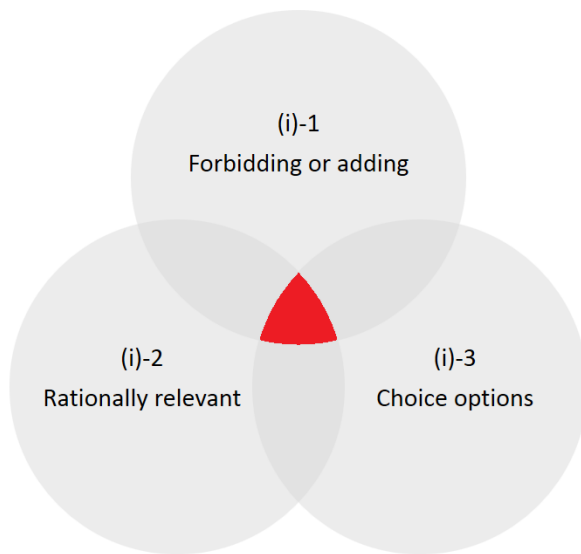 (i)-1
Forbidding or adding
(i)-2
Rationally relevant
(i)-3
Choice options